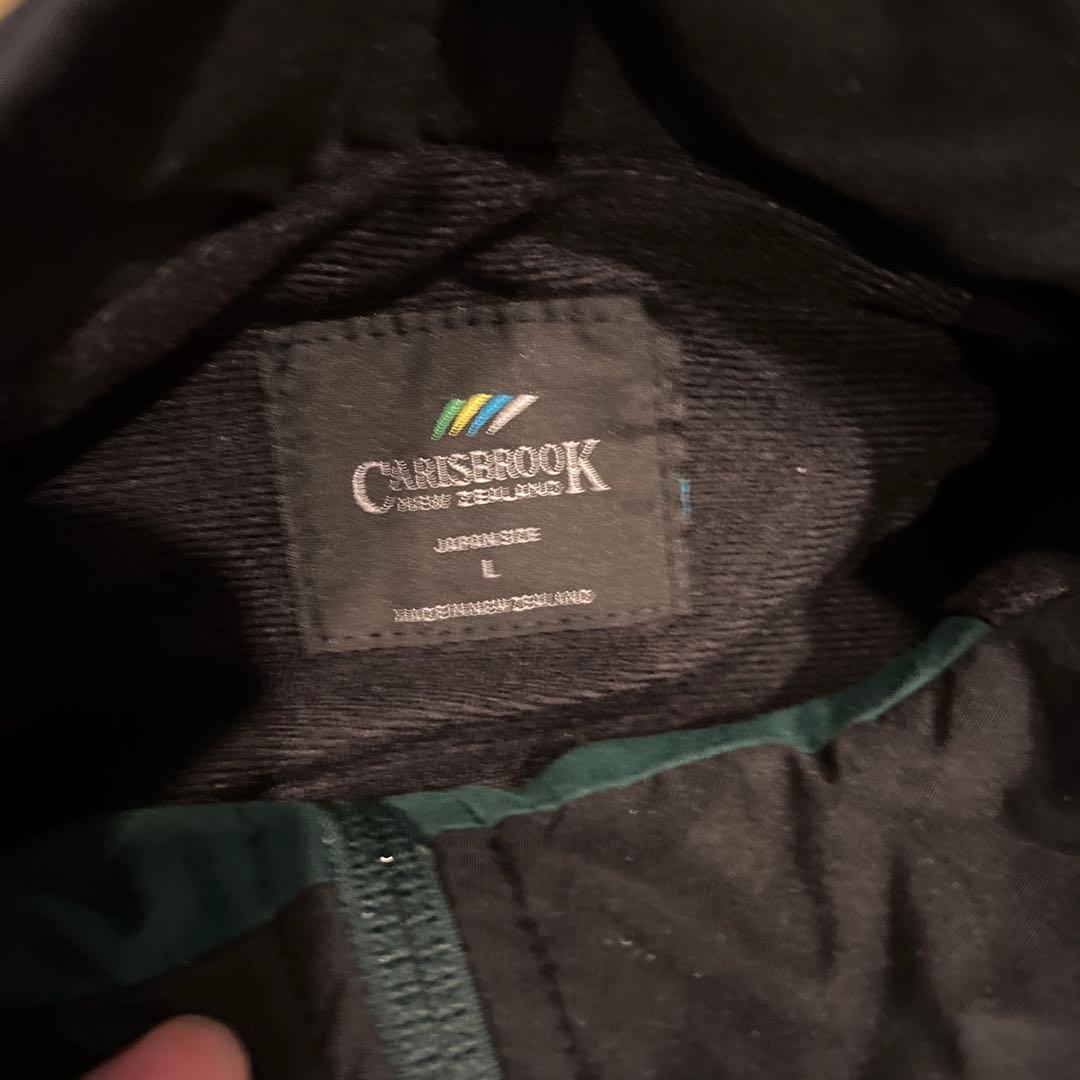 CARISBROOK
NEW ZEALAND
JAPAN SIZE
L
MADE IN NEW ZEALAND